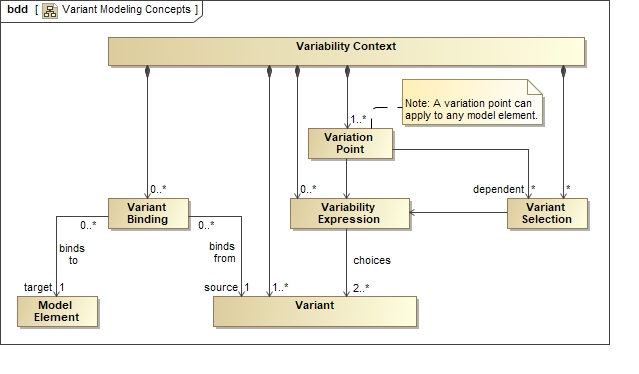 bdd [ Variant Modeling Concepts ]
Variability Context
Note: A variation point can
apply to any model element.
1..*
Variation
Point
0..*
0..*
dependent
*
*
Variant
Binding
Variability
Expression
Variant
Selection
0..*
0..*
binds
to
binds
from
choices
target
1
source
1
1..*
2..*
Model
Element
Variant